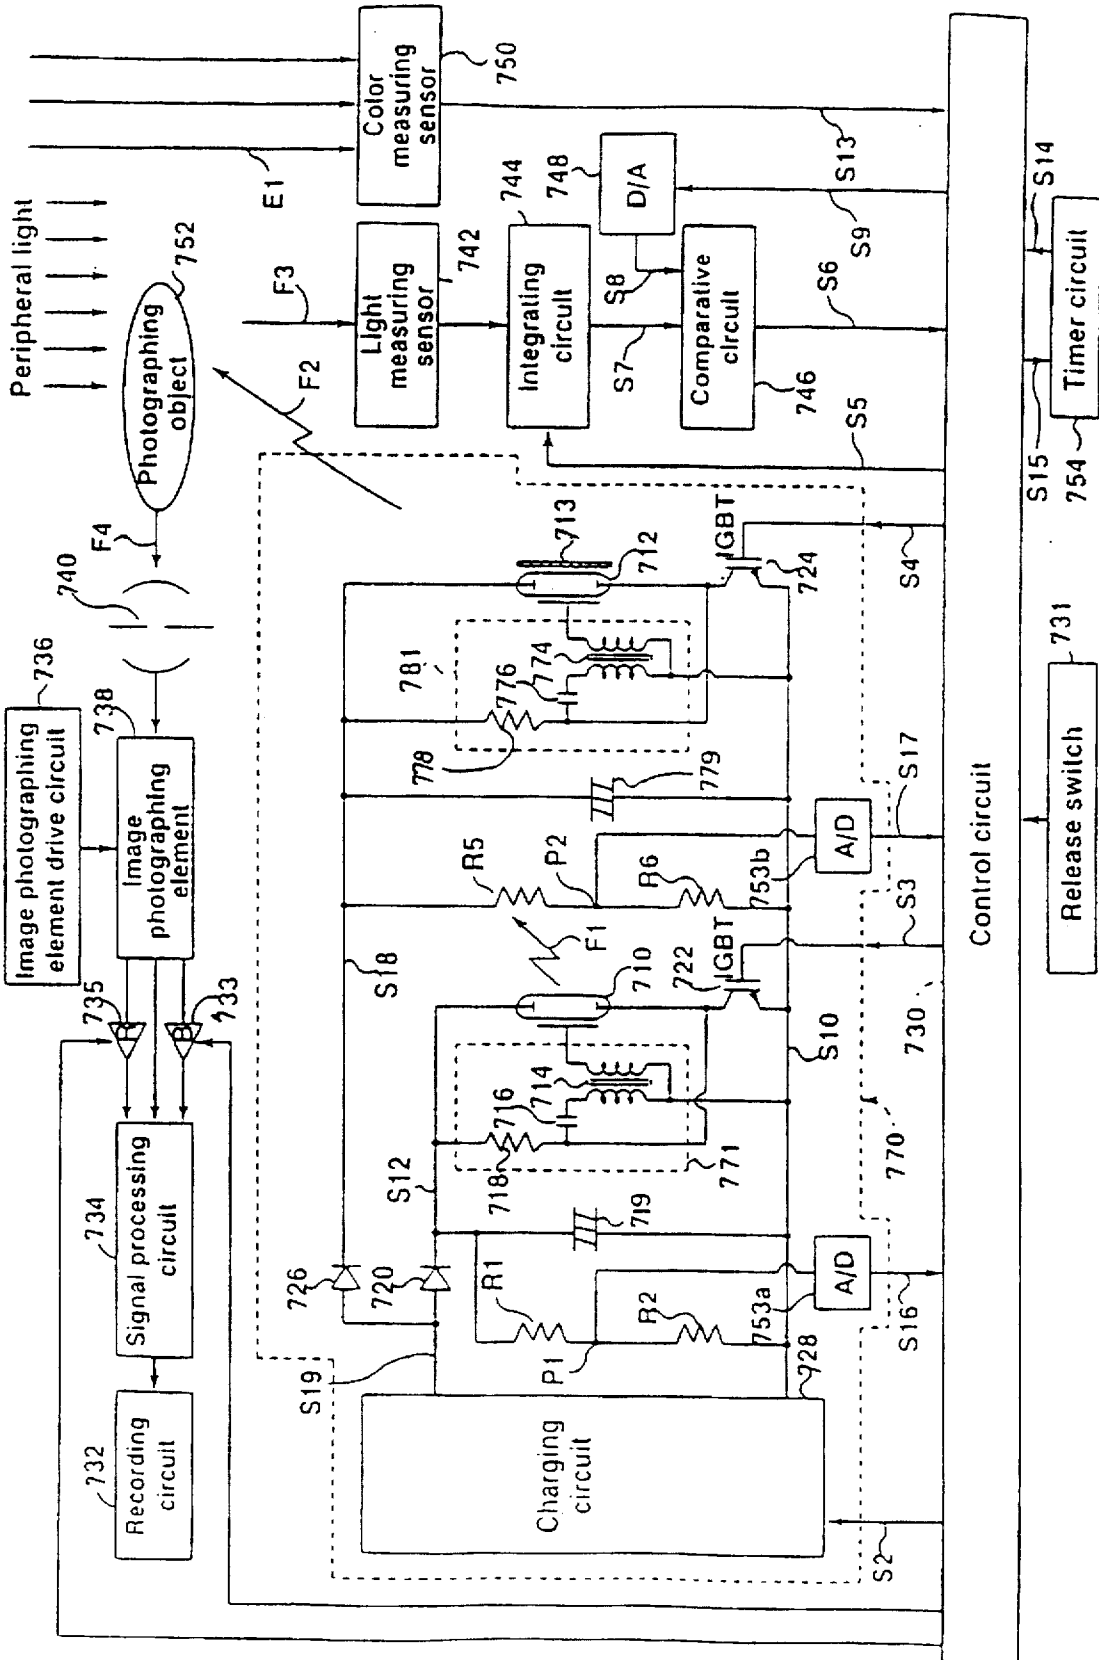 Peripheral light
E1
Color
measuring
sensor
750
752
Photographing
object
F3
F2
F4
740
Light
measuring
sensor
742
744
Integrating
circuit
748
D/A
S13
S14
S9
S8
S7
S6
S5
Comparative
circuit
746
Timer circuit
754
S15
736
Image photographing
element drive circuit
738
Image
photographing
element
735
R
B
733
734
Signal processing
circuit
732
Recording
circuit
713
712
IGBT
724
S4
781
776
774
778
779
R5
P2
R6
753b
A/D
S17
S3
F1
S18
710
722
IGBT
S10
730
716
714
718
771
770
S12
719
726
720
R1
R2
P1
753a
A/D
S16
S19
728
Charging
circuit
S2
Control circuit
731
Release switch